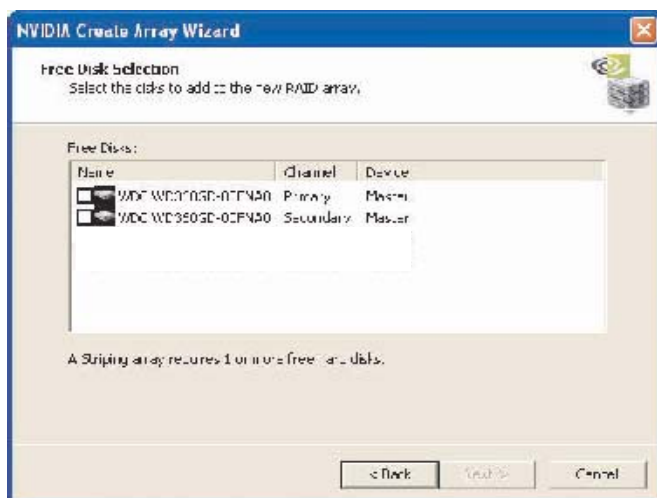 NVIDIA Create Array Wizard
Free Disk Selection
Select the disks to add to the new RAID array.
Free Disks:
Name Channel Device
WDC Primary Master
WDC Secondary Master
A Striping array requires 1 or more free hard disks.
< Back Next > Cancel